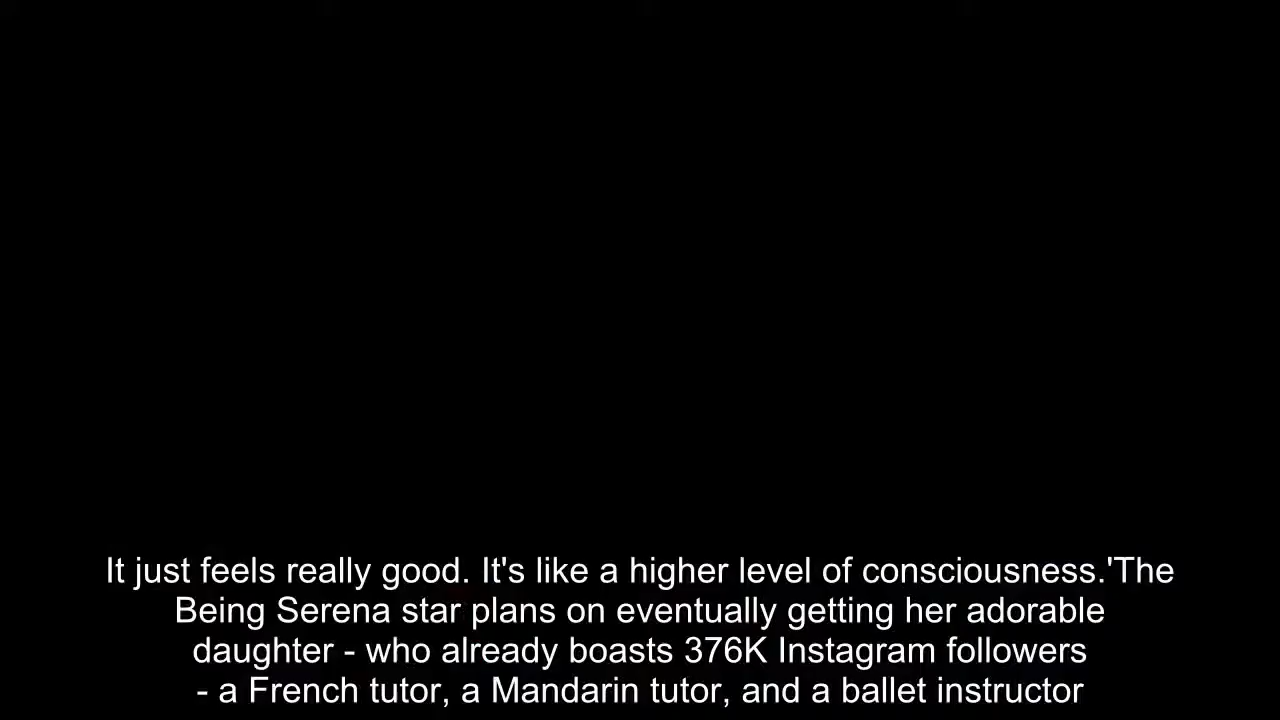 It just feels really good. It's like a higher level of consciousness.'The
Being Serena star plans on eventually getting her adorable
daughter - who already boasts 376K Instagram followers
- a French tutor, a Mandarin tutor, and a ballet instructor